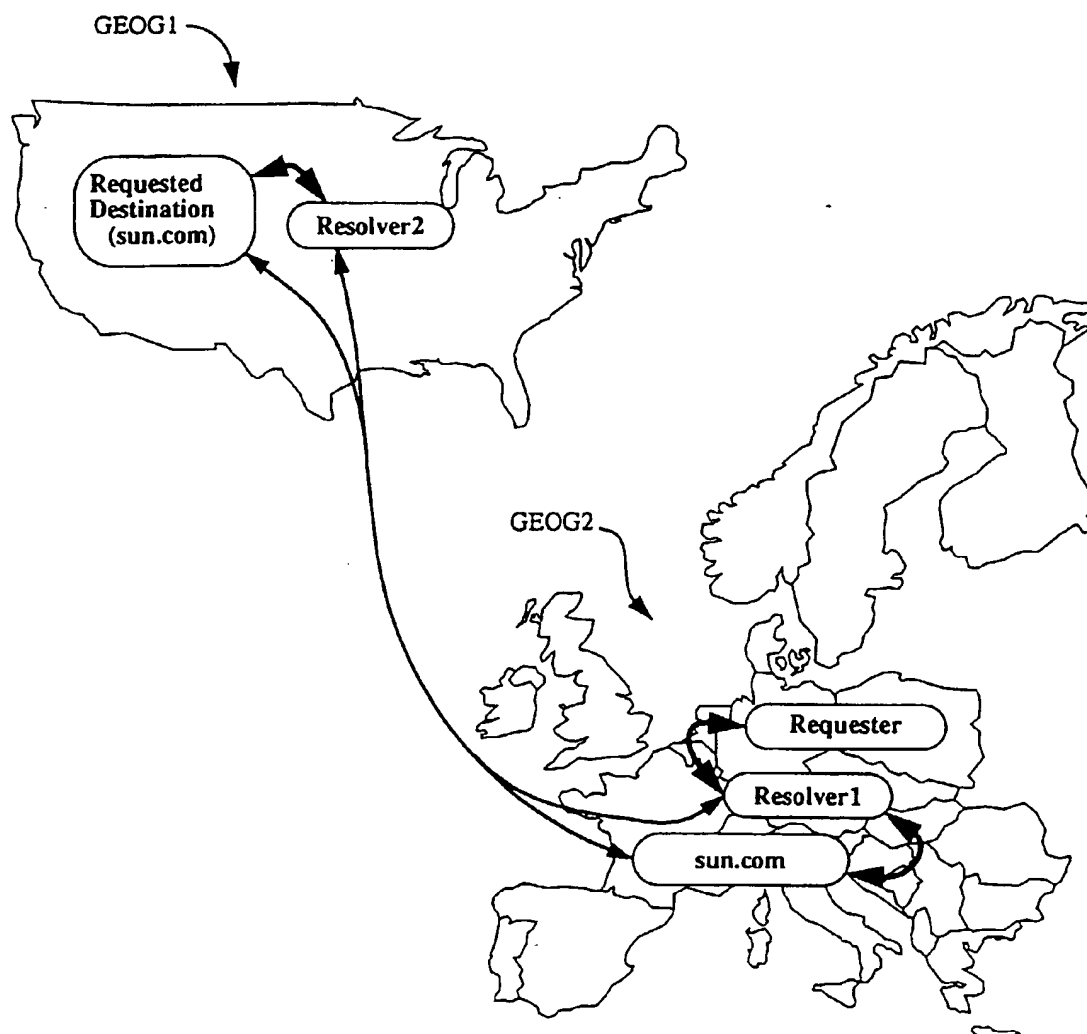 GEOG1
Requested
Destination
(sun.com)
Resolver2
GEOG2
Requester
Resolver1
sun.com